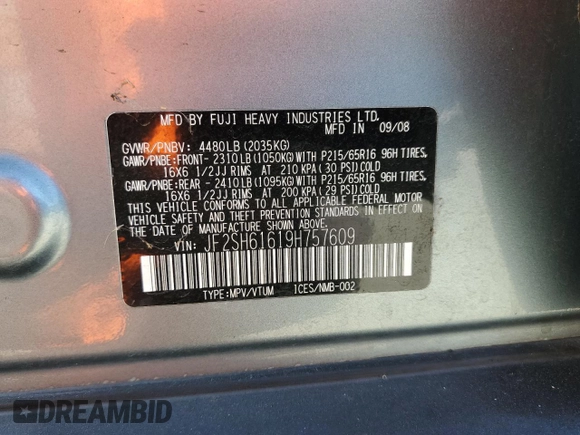 MFD BY FUJI HEAVY INDUSTRIES LTD.
MFD IN 09/08
GVWR/PNBV: 4480LB (2035KG)
GAWR/PNBE:FRONT- 2310LB (1050KG) WITH P215/65R16 96H TIRES,
16X6 1/2JJ RIMS AT 210 KPA (30 PSI) COLD
GAWR/PNBE:REAR - 2410LB (1095KG) WITH P215/65R16 96H TIRES,
16X6 1/2JJ RIMS AT 200 KPA (29 PSI) COLD
THIS VEHICLE CONFORMS TO ALL APPLICABLE FEDERAL MOTOR
VEHICLE SAFETY AND THEFT PREVENTION STANDARDS IN EFFECT ON
THE DATE OF MANUFACTURE SHOWN ABOVE.
VIN: JF2SH61619H757609
TYPE:MPV/VTUM ICES/NMB-002
DREAMBID